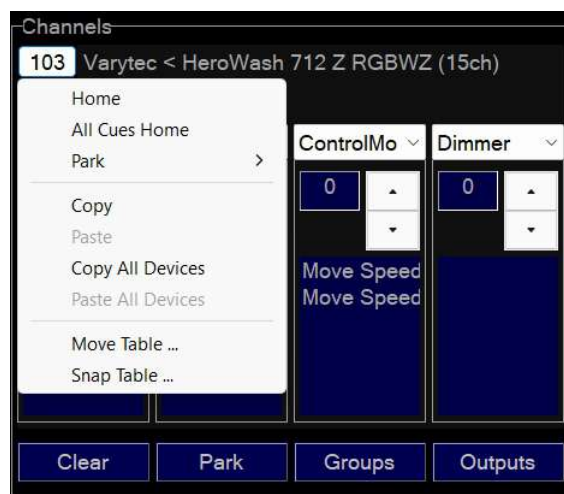 Channels
103 Varytec < HeroWash 712 Z RGBWZ (15ch)
Home
All Cues Home
Park >
Copy
Paste
Copy All Devices
Paste All Devices
Move Table ...
Snap Table ...
ControlMo Dimmer
0 0
Move Speed
Move Speed
Clear Park Groups Outputs